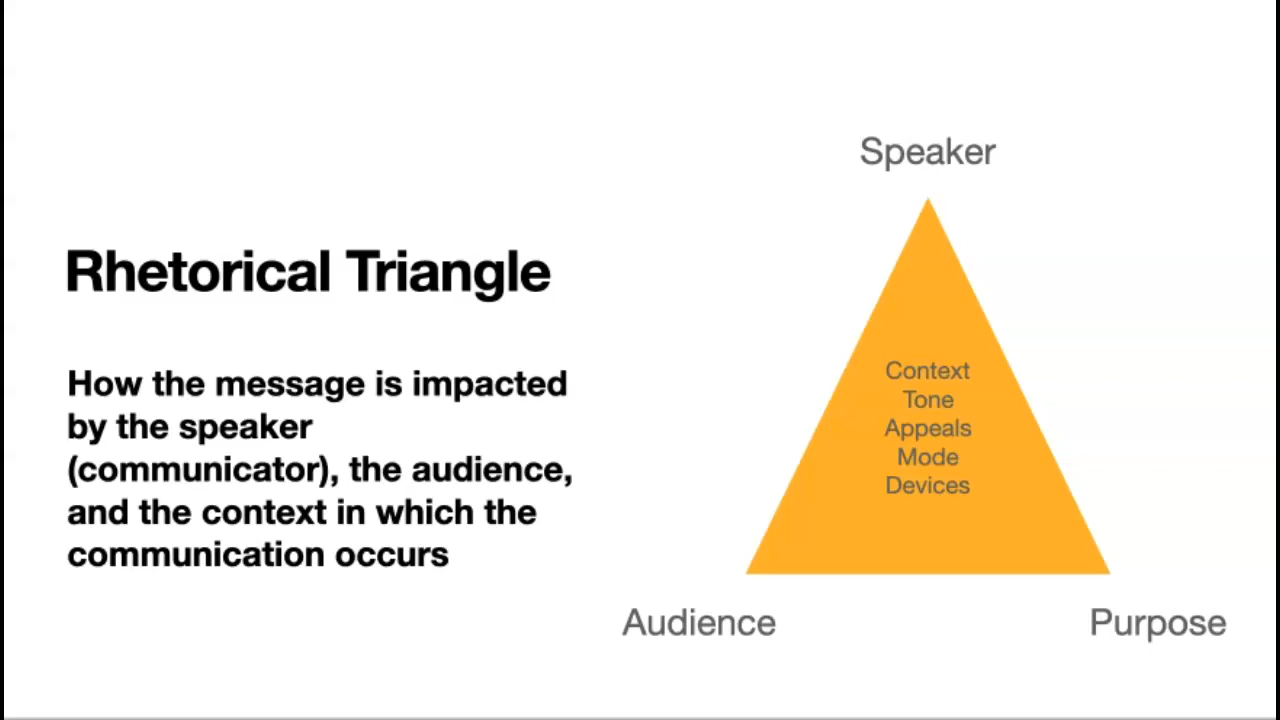 Rhetorical Triangle
How the message is impacted
by the speaker
(communicator), the audience,
and the context in which the
communication occurs
Speaker
Context
Tone
Appeals
Mode
Devices
Audience
Purpose